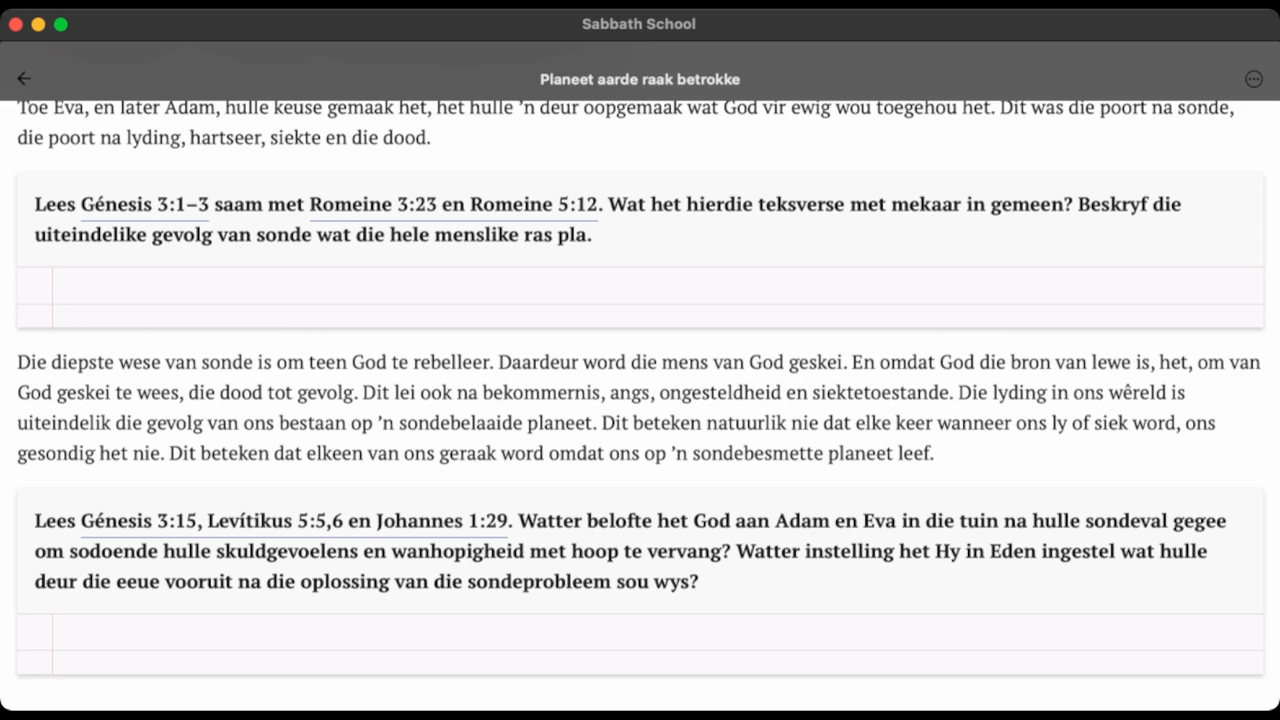 Sabbath School
Planeet aarde raak betrokke
Toe Eva, en later Adam, hulle keuse gemaak het, het hulle ’n deur oopgemaak wat God vir ewig wou toegehou het. Dit was die poort na sonde,
die poort na lyding, hartseer, siekte en die dood.
Lees Génesis 3:1–3 saam met Romeine 3:23 en Romeine 5:12. Wat het hierdie teksverse met mekaar in gemeen? Beskryf die
uiteindelike gevolg van sonde wat die hele menslike ras pla.
Die diepste wese van sonde is om teen God te rebelleer. Daardeur word die mens van God geskei. En omdat God die bron van lewe is, het, om van
God geskei te wees, die dood tot gevolg. Dit lei ook na bekommernis, angs, ongesteldheid en siektetoestande. Die lyding in ons wêreld is
uiteindelik die gevolg van ons bestaan op ’n sondebelaaide planeet. Dit beteken natuurlik nie dat elke keer wanneer ons ly of siek word, ons
gesondig het nie. Dit beteken dat elkeen van ons geraak word omdat ons op ’n sondebesmette planeet leef.
Lees Génesis 3:15, Levítikus 5:5,6 en Johannes 1:29. Watter belofte het God aan Adam en Eva in die tuin na hulle sondeval gegee
om sodoende hulle skuldgevoelens en wanhopigheid met hoop te vervang? Watter instelling het Hy in Eden ingestel wat hulle
deur die eeue vooruit na die oplossing van die sondeprobleem sou wys?